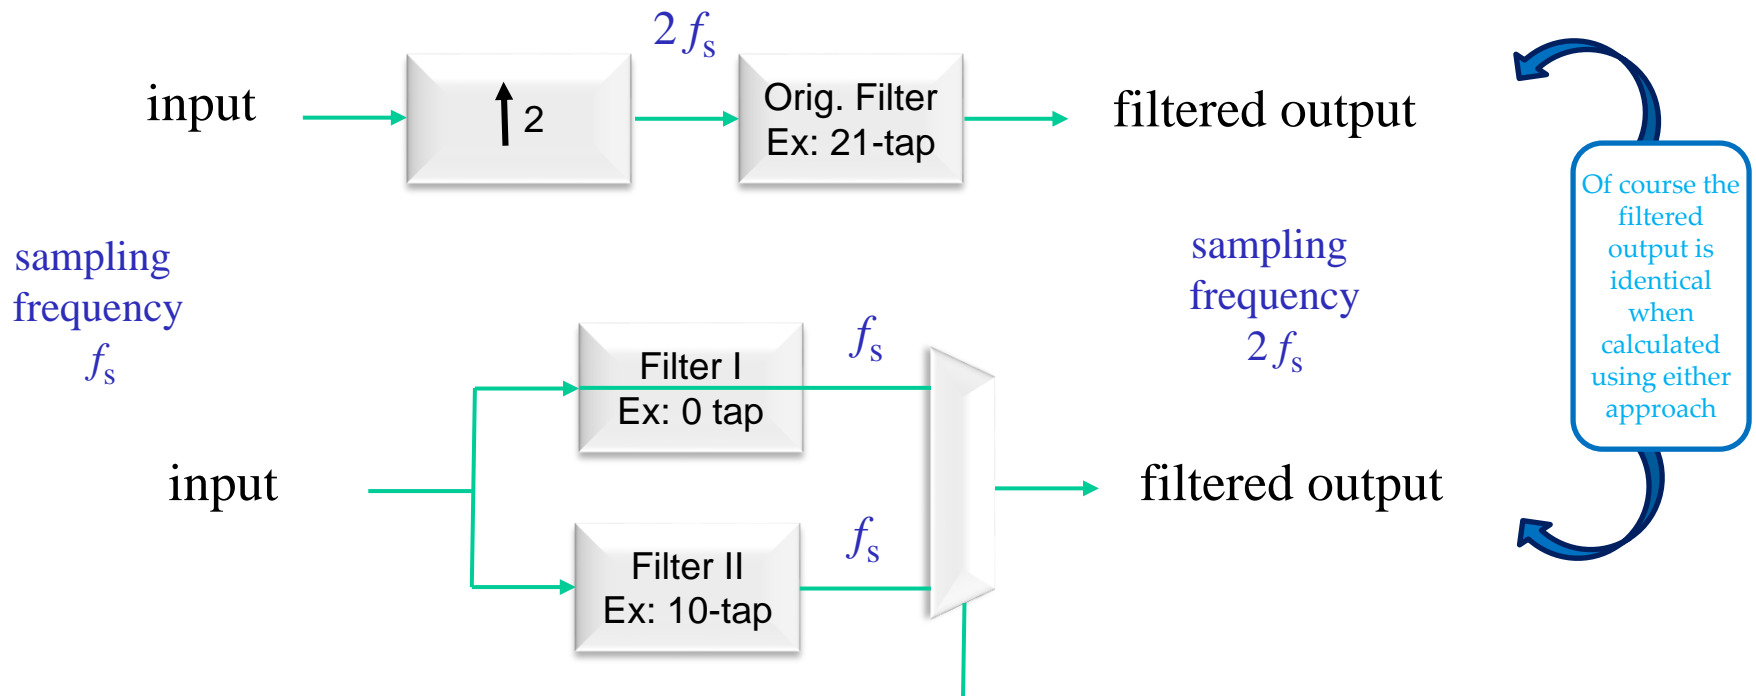 2 fs
input
2
Orig. Filter
Ex: 21-tap
filtered output
sampling
frequency
fs
sampling
frequency
2 fs
Of course the
filtered
output is
identical
when
calculated
using either
approach
Filter I
Ex: 0 tap
fs
input
filtered output
Filter II
Ex: 10-tap
fs